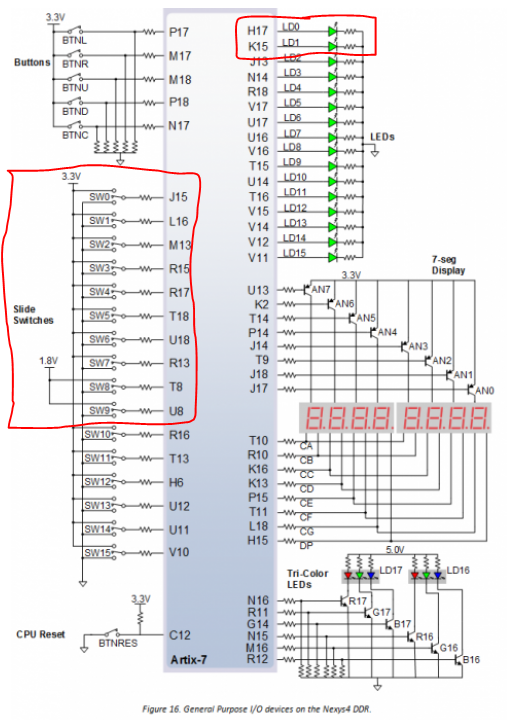 3.3V
BTNL
P17
BTNR
M17
Buttons
BTNU
M18
BTND
P18
BTNC
N17
3.3V
SW0
J15
SW1
L16
SW2
M13
SW3
R15
SW4
R17
Slide
Switches
SW5
T18
SW6
U18
1.8V
SW7
R13
SW8
T8
SW9
U8
SW10
R16
SW11
T13
SW12
H6
SW13
U12
SW14
U11
SW15
V10
3.3V
CPU Reset
BTNRES
C12
Artix-7
H17 LD0
K15 LD1
J13 LD2
N14 LD3
R18 LD4
V17 LD5
U17 LD6
U16 LD7
LEDs
V16 LD8
T15 LD9
U14 LD10
T16 LD11
V15 LD12
V14 LD13
V12 LD14
V11 LD15
7-seg
Display
3.3V
U13 AN7
K2 AN6
T14 AN5
P14 AN4
J14 AN3
T9 AN2
J18 AN1
J17 AN0
8.8.8.8. 8.8.8.8.
T10 CA
R10 CB
K16 CC
K13 CD
P15 CE
T11 CF
L18 CG
H15 DP
5.0V
Tri-Color
LEDs
LD17 LD16
N16 R17
R11 G17
G14 B17
N15 R16
M16 G16
R12 B16
Figure 16. General Purpose I/O devices on the Nexys4 DDR.